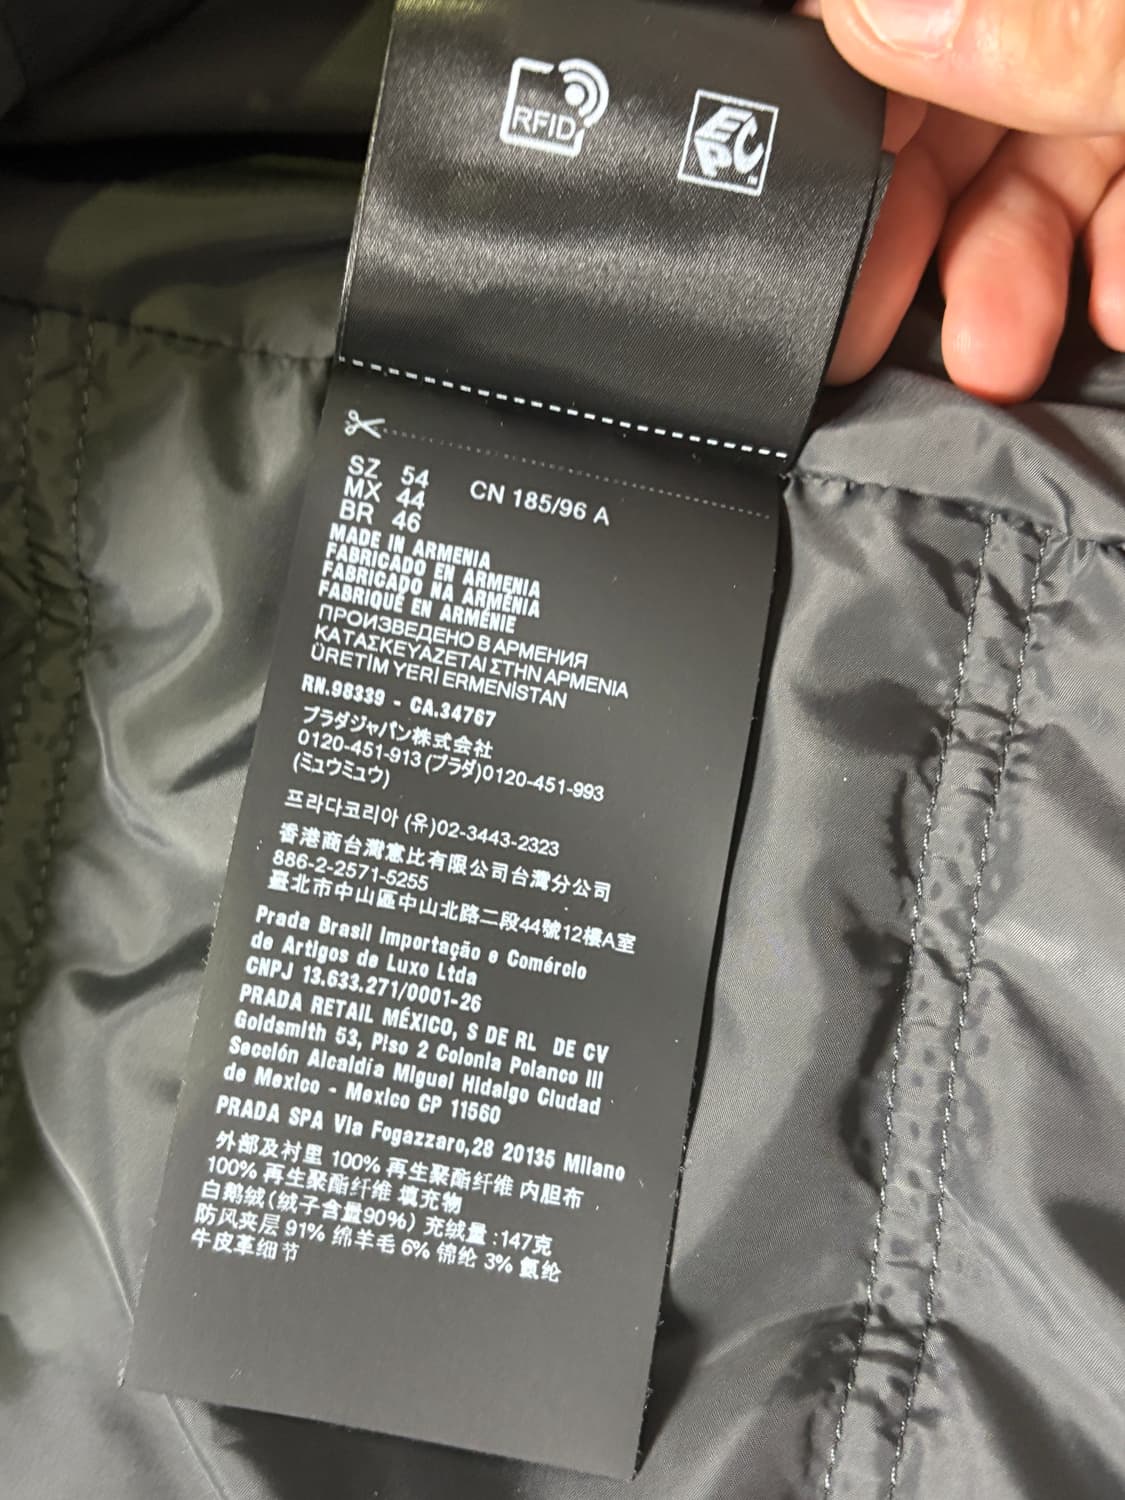 RFID
EPC™
SZ 54
MX 44
BR 46
CN 185/96 A
MADE IN ARMENIA
FABRICADO EN ARMENIA
FABRICADO NA ARMÊNIA
FABRIQUÉ EN ARMÉNIE
ПРОИЗВЕДЕНО В АРМЕНИЯ
ΚΑΤΑΣΚΕΥΑΖΕΤΑΙ ΣΤΗΝ ΑΡΜΕΝΙΑ
ÜRETİM YERİ ERMENİSTAN
RN.98339 - CA.34767
プラダジャパン株式会社
0120-451-913 (プラダ)0120-451-993
(ミュウミュウ)
프라다코리아 (유)02-3443-2323
香港商台灣憲比有限公司台灣分公司
886-2-2571-5255
臺北市中山區中山北路二段44號12樓A室
Prada Brasil Importação e Comércio
de Artigos de Luxo Ltda
CNPJ 13.633.271/0001-26
PRADA RETAIL MÉXICO, S DE RL DE CV
Goldsmith 53, Piso 2 Colonia Polanco III
Sección Alcaldía Miguel Hidalgo Ciudad
de Mexico - Mexico CP 11560
PRADA SPA Via Fogazzaro,28 20135 Milano
外部及衬里 100% 再生聚酯纤维 内胆布
100% 再生聚酯纤维 填充物
白鹅绒(绒子含量90%) 充绒量:147克
防风夹层 91% 绵羊毛 6% 锦纶 3% 氨纶
牛皮革细节